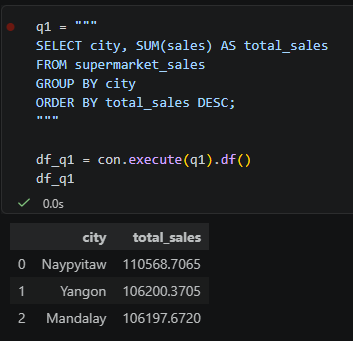 q1 = """
SELECT city, SUM(sales) AS total_sales
FROM supermarket_sales
GROUP BY city
ORDER BY total_sales DESC;
"""
df_q1 = con.execute(q1).df()
df_q1
0.0s
city total_sales
0 Naypyitaw 110568.7065
1 Yangon 106200.3705
2 Mandalay 106197.6720